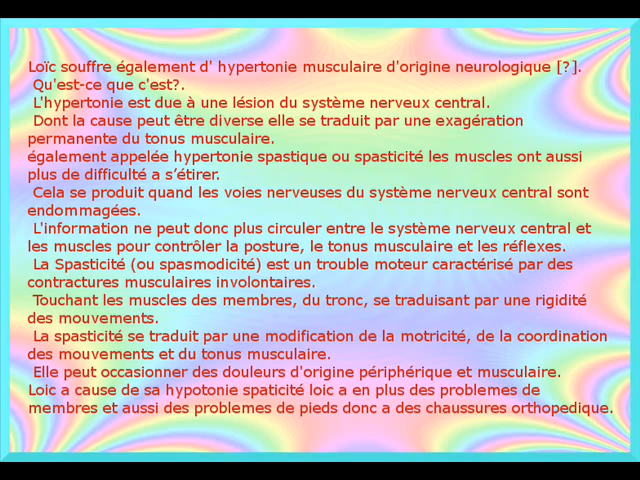 Loïc souffre également d' hypertonie musculaire d'origine neurologique [?].
Qu'est-ce que c'est?.
L'hypertonie est due à une lésion du système nerveux central.
Dont la cause peut être diverse elle se traduit par une exagération
permanente du tonus musculaire.
également appelée hypertonie spastique ou spasticité les muscles ont aussi
plus de difficulté a s’étirer.
Cela se produit quand les voies nerveuses du système nerveux central sont
endommagées.
L'information ne peut donc plus circuler entre le système nerveux central et
les muscles pour contrôler la posture, le tonus musculaire et les réflexes.
La Spasticité (ou spasmodicité) est un trouble moteur caractérisé par des
contractures musculaires involontaires.
Touchant les muscles des membres, du tronc, se traduisant par une rigidité
des mouvements.
La spasticité se traduit par une modification de la motricité, de la coordination
des mouvements et du tonus musculaire.
Elle peut occasionner des douleurs d'origine périphérique et musculaire.
Loic a cause de sa hypotonie spaticité loic a en plus des problemes de
membres et aussi des problemes de pieds donc a des chaussures orthopedique.